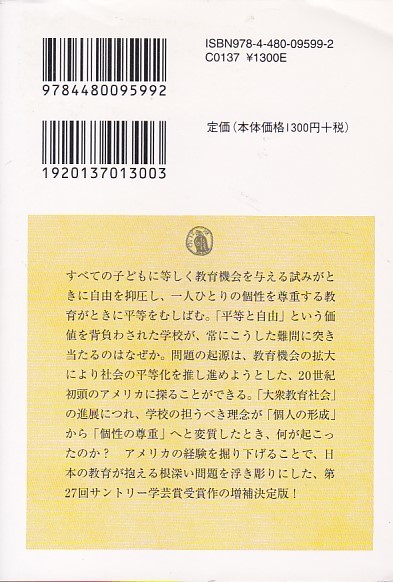 ISBN978-4-480-09599-2
C0137 ¥1300E
9784480095992
定価(本体価格1300円+税)
1920137013003
すべての子どもに等しく教育機会を与える試みがと
きに自由を抑圧し、一人ひとりの個性を尊重する教
育がときに平等をむしばむ。「平等と自由」という価
値を背負わされた学校が、常にこうした難問に突き
当たるのはなぜか。問題の起源は、教育機会の拡大
により社会の平等化を推し進めようとした、20世紀
初頭のアメリカに探ることができる。「大衆教育社会」
の進展につれ、学校の担うべき理念が「個人の形成」
から「個性の尊重」へと変質したとき、何が起こっ
たのか? アメリカの経験を掘り下げることで、日
本の教育が抱える根深い問題を浮き彫りにした、第
27回サントリー学芸賞受賞作の増補決定版!